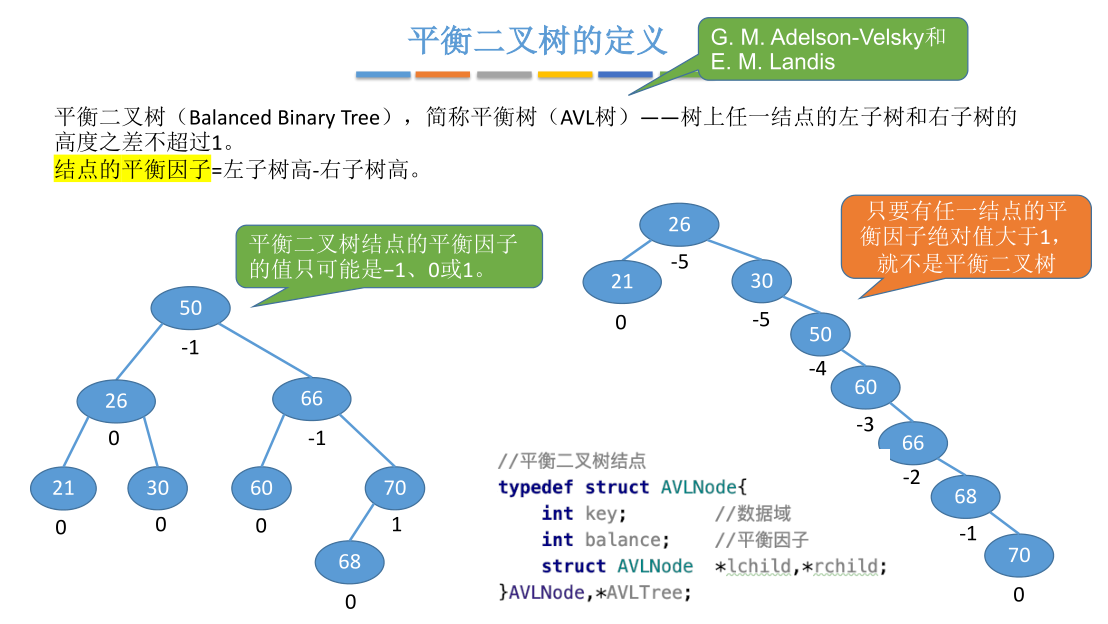 平衡二叉树的定义
G. M. Adelson-Velsky和
E. M. Landis
平衡二叉树（Balanced Binary Tree），简称平衡树（AVL树）——树上任一结点的左子树和右子树的
高度之差不超过1。
结点的平衡因子=左子树高-右子树高。
平衡二叉树结点的平衡因子
的值只可能是−1、0或1。
50
-1
26
0
66
-1
21
0
30
0
60
0
70
1
68
0
只要有任一结点的平
衡因子绝对值大于1，
就不是平衡二叉树
26
-5
21
0
30
-5
50
-4
60
-3
66
-2
68
-1
70
0
//平衡二叉树结点
typedef struct AVLNode{
int key; //数据域
int balance; //平衡因子
struct AVLNode *lchild,*rchild;
}AVLNode,*AVLTree;